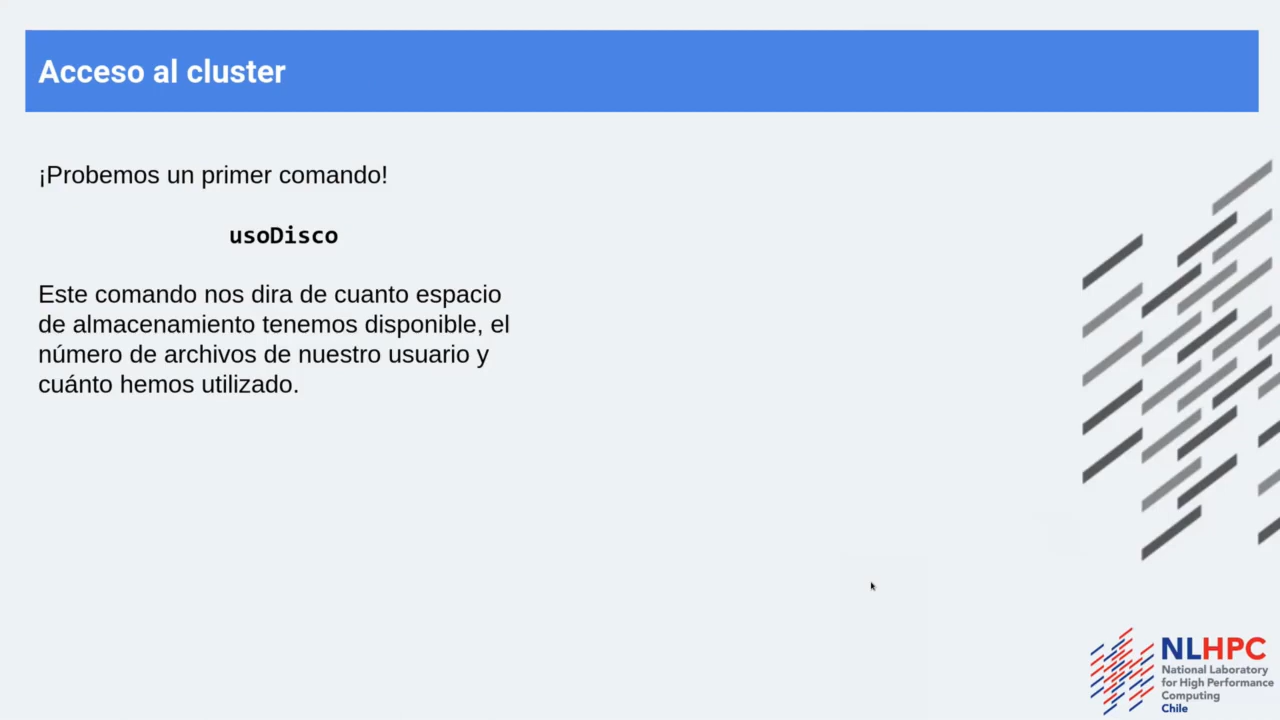 Acceso al cluster
¡Probemos un primer comando!
usoDisco
Este comando nos dira de cuanto espacio
de almacenamiento tenemos disponible, el
número de archivos de nuestro usuario y
cuánto hemos utilizado.
NLHPC
National Laboratory
for High Performance
Computing
Chile